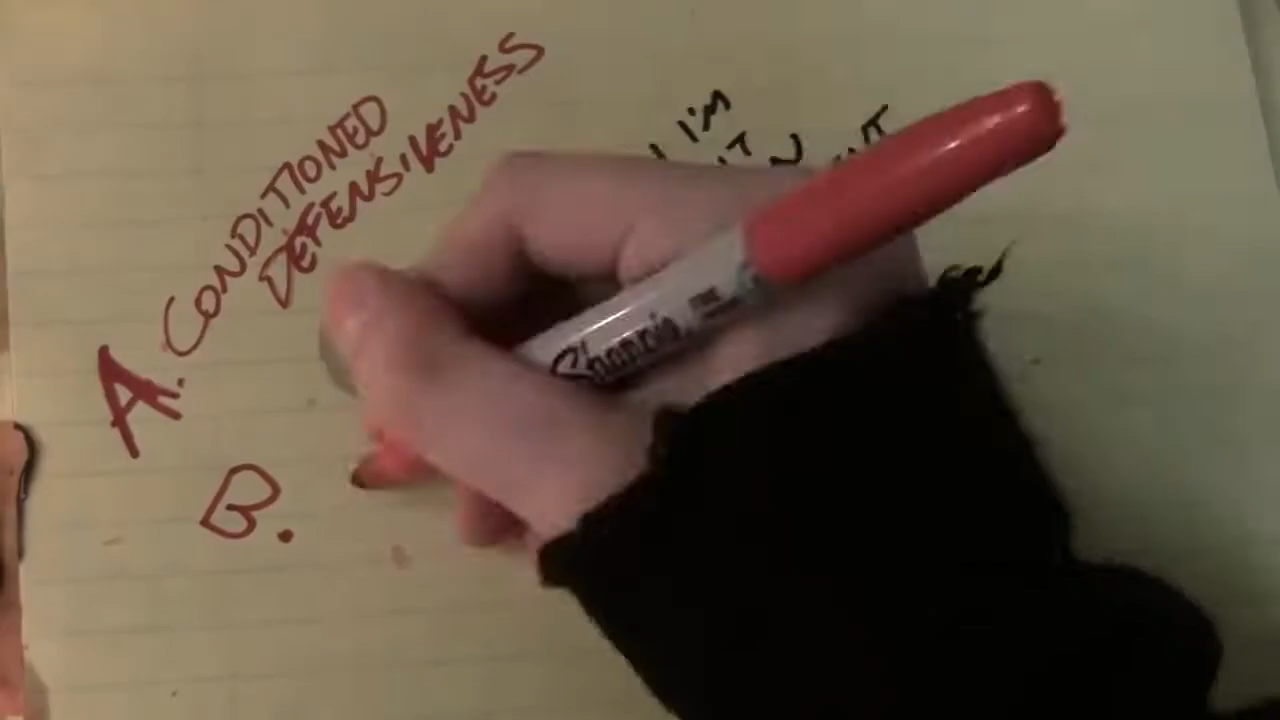 A. CONDITIONED
DEFENSIVENESS
B.
I'M
Sharpie